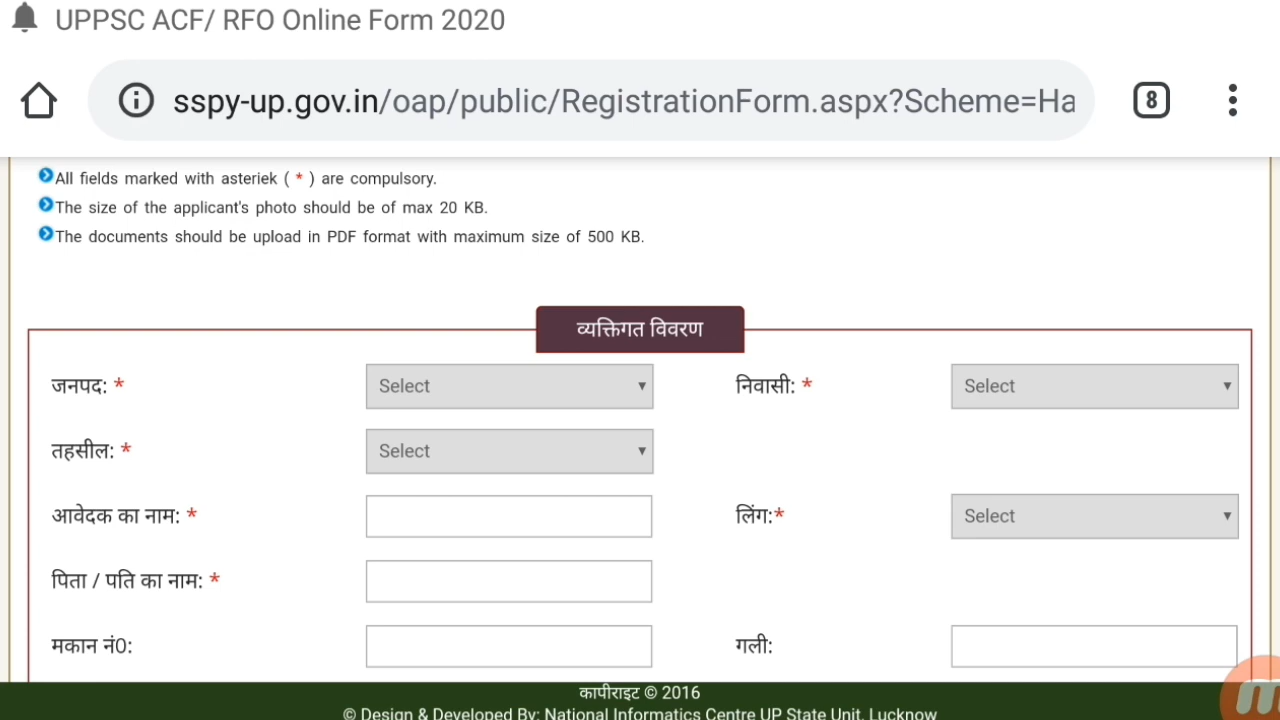 UPPSC ACF/ RFO Online Form 2020
sspy-up.gov.in/oap/public/RegistrationForm.aspx?Scheme=Ha
8
All fields marked with asteriek ( * ) are compulsory.
The size of the applicant's photo should be of max 20 KB.
The documents should be upload in PDF format with maximum size of 500 KB.
व्यक्तिगत विवरण
जनपद: * Select निवासी: * Select
तहसील: * Select
आवेदक का नाम: * लिंग:* Select
पिता / पति का नाम: *
मकान नं0: गली:
कापीराइट © 2016
© Design & Developed By: National Informatics Centre UP State Unit, Lucknow